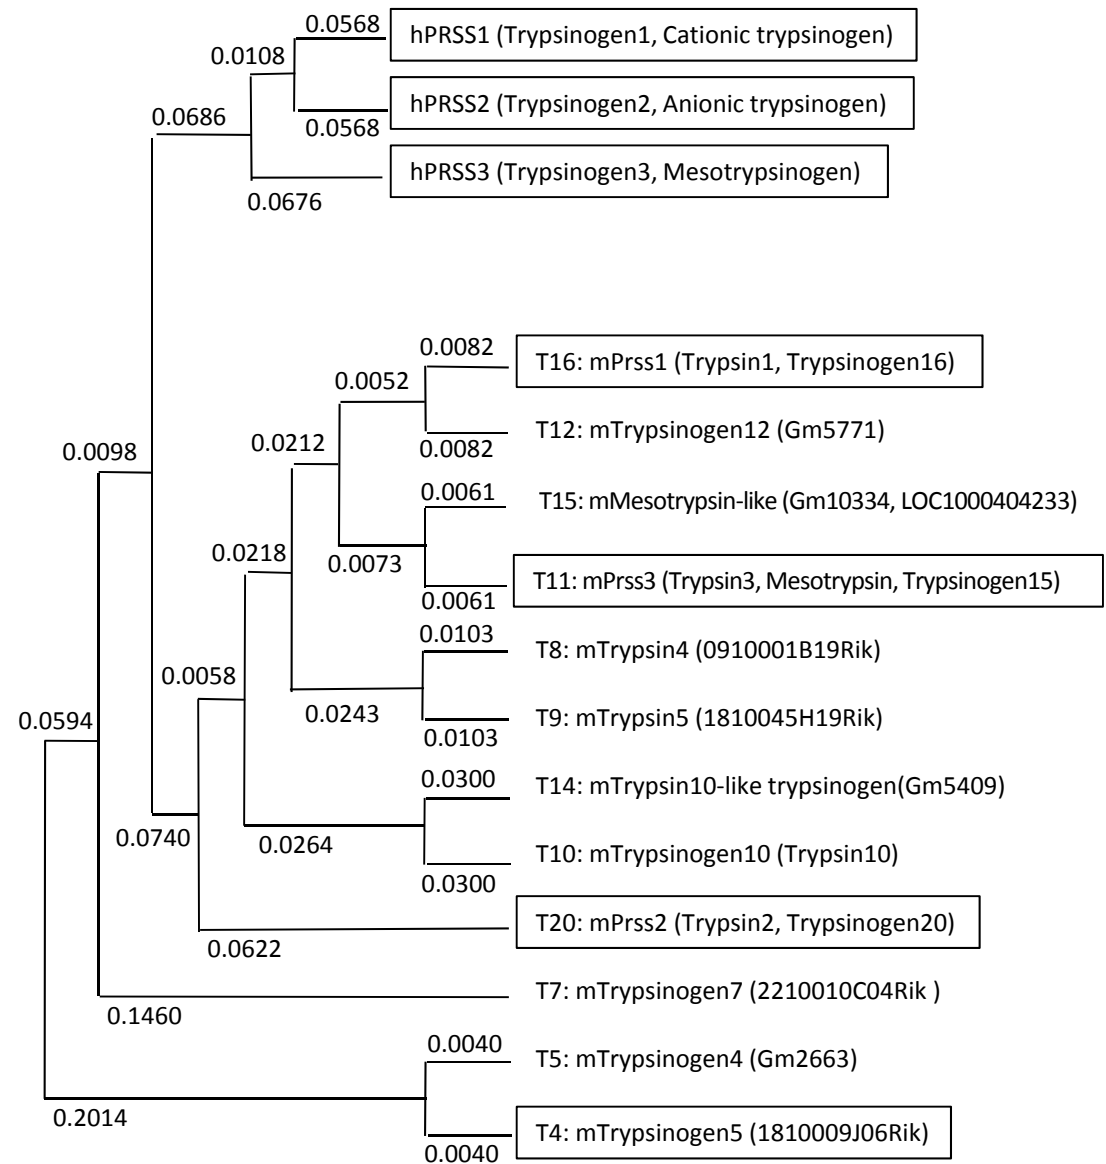 0.0568
hPRSS1 (Trypsinogen1, Cationic trypsinogen)
0.0108
hPRSS2 (Trypsinogen2, Anionic trypsinogen)
0.0686
0.0568
hPRSS3 (Trypsinogen3, Mesotrypsinogen)
0.0676
0.0082
T16: mPrss1 (Trypsin1, Trypsinogen16)
0.0052
T12: mTrypsinogen12 (Gm5771)
0.0212
0.0082
0.0098
0.0061
T15: mMesotrypsin-like (Gm10334, LOC1000404233)
0.0218
0.0073
T11: mPrss3 (Trypsin3, Mesotrypsin, Trypsinogen15)
0.0061
0.0103
T8: mTrypsin4 (0910001B19Rik)
0.0058
0.0243
T9: mTrypsin5 (1810045H19Rik)
0.0594
0.0103
0.0300
T14: mTrypsin10-like trypsinogen(Gm5409)
0.0740
0.0264
T10: mTrypsinogen10 (Trypsin10)
0.0300
T20: mPrss2 (Trypsin2, Trypsinogen20)
0.0622
T7: mTrypsinogen7 (2210010C04Rik )
0.1460
0.0040
T5: mTrypsinogen4 (Gm2663)
0.2014
T4: mTrypsinogen5 (1810009J06Rik)
0.0040